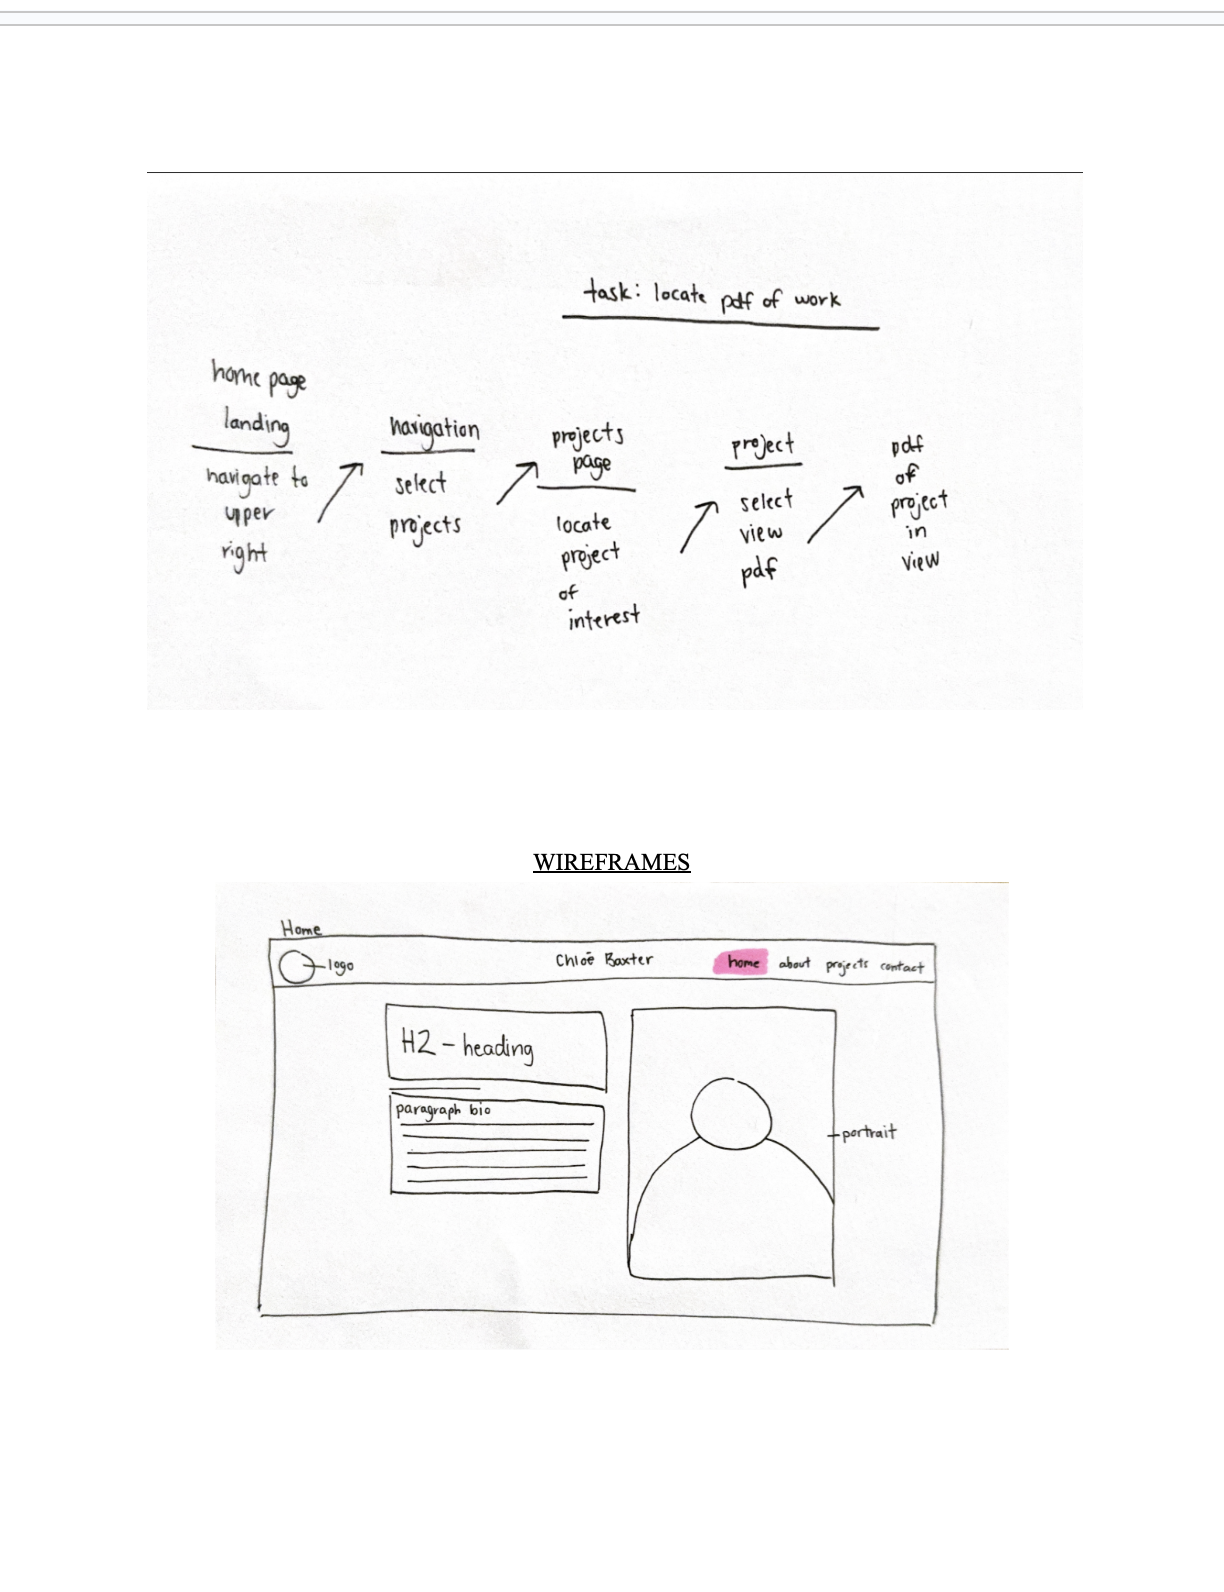 task: locate pdf of work
home page
landing
navigate to
upper
right
navigation
select
projects
projects
page
locate
project
of
interest
project
select
view
pdf
pdf
of
project
in
view
WIREFRAMES
Home
logo
Chloē Baxter
home about projects contact
H2 - heading
paragraph bio
portrait